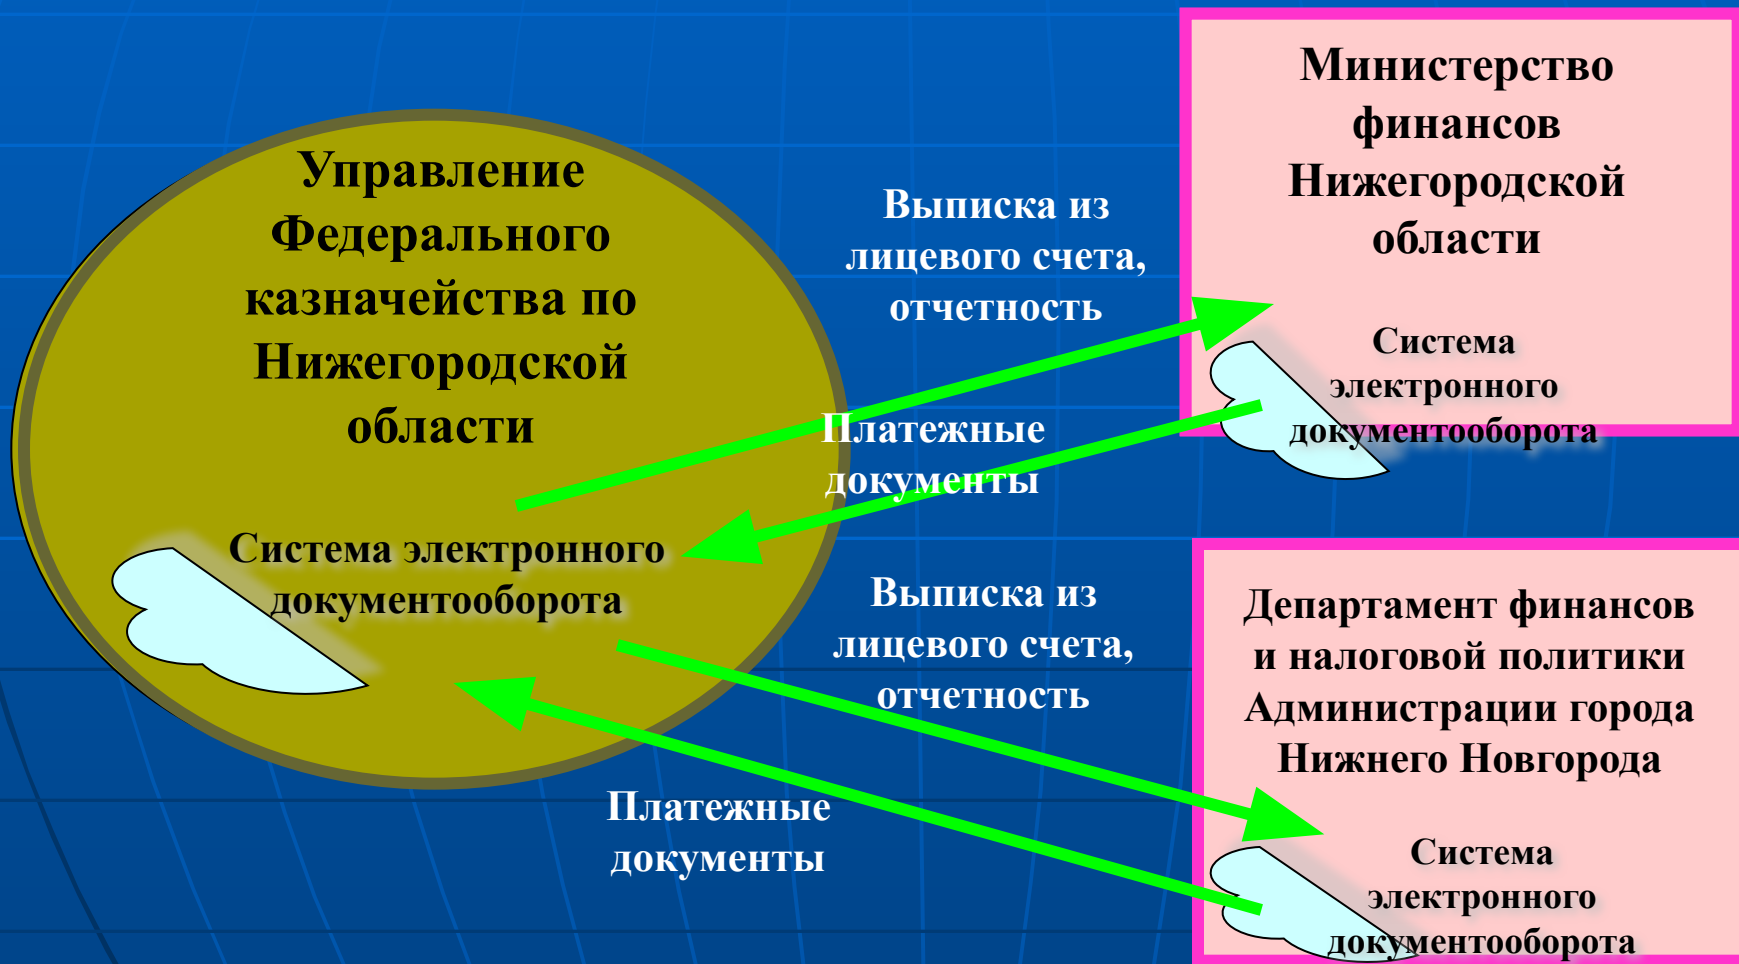 Управление
Федерального
казначейства по
Нижегородской
области
Система электронного
документооборота
Выписка из
лицевого счета,
отчетность
Платежные
документы
Выписка из
лицевого счета,
отчетность
Платежные
документы
Министерство
финансов
Нижегородской
области
Система
электронного
документооборота
Департамент финансов
и налоговой политики
Администрации города
Нижнего Новгорода
Система
электронного
документооборота